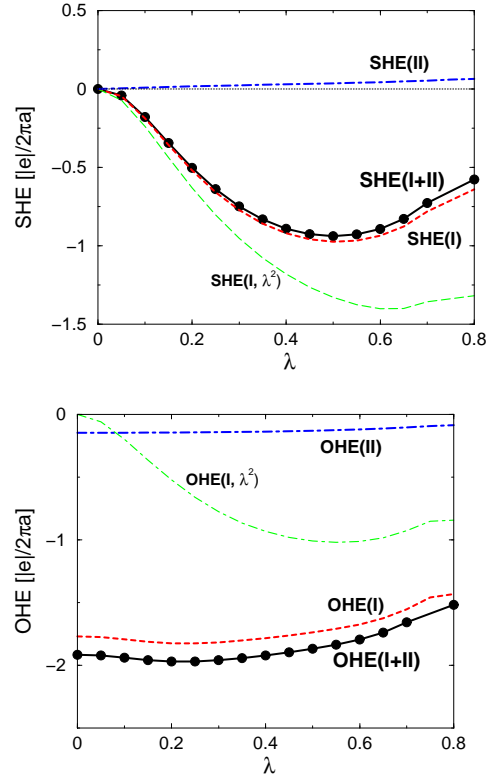 0.5
0
−0.5
−1
−1.5
SHE [|e|/2πa]
SHE(II)
SHE(I+II)
SHE(I)
SHE(I, λ²)
0 0.2 0.4 0.6 0.8
λ
0
−1
−2
OHE [|e|/2πa]
OHE(II)
OHE(I, λ²)
OHE(I)
OHE(I+II)
0 0.2 0.4 0.6 0.8
λ